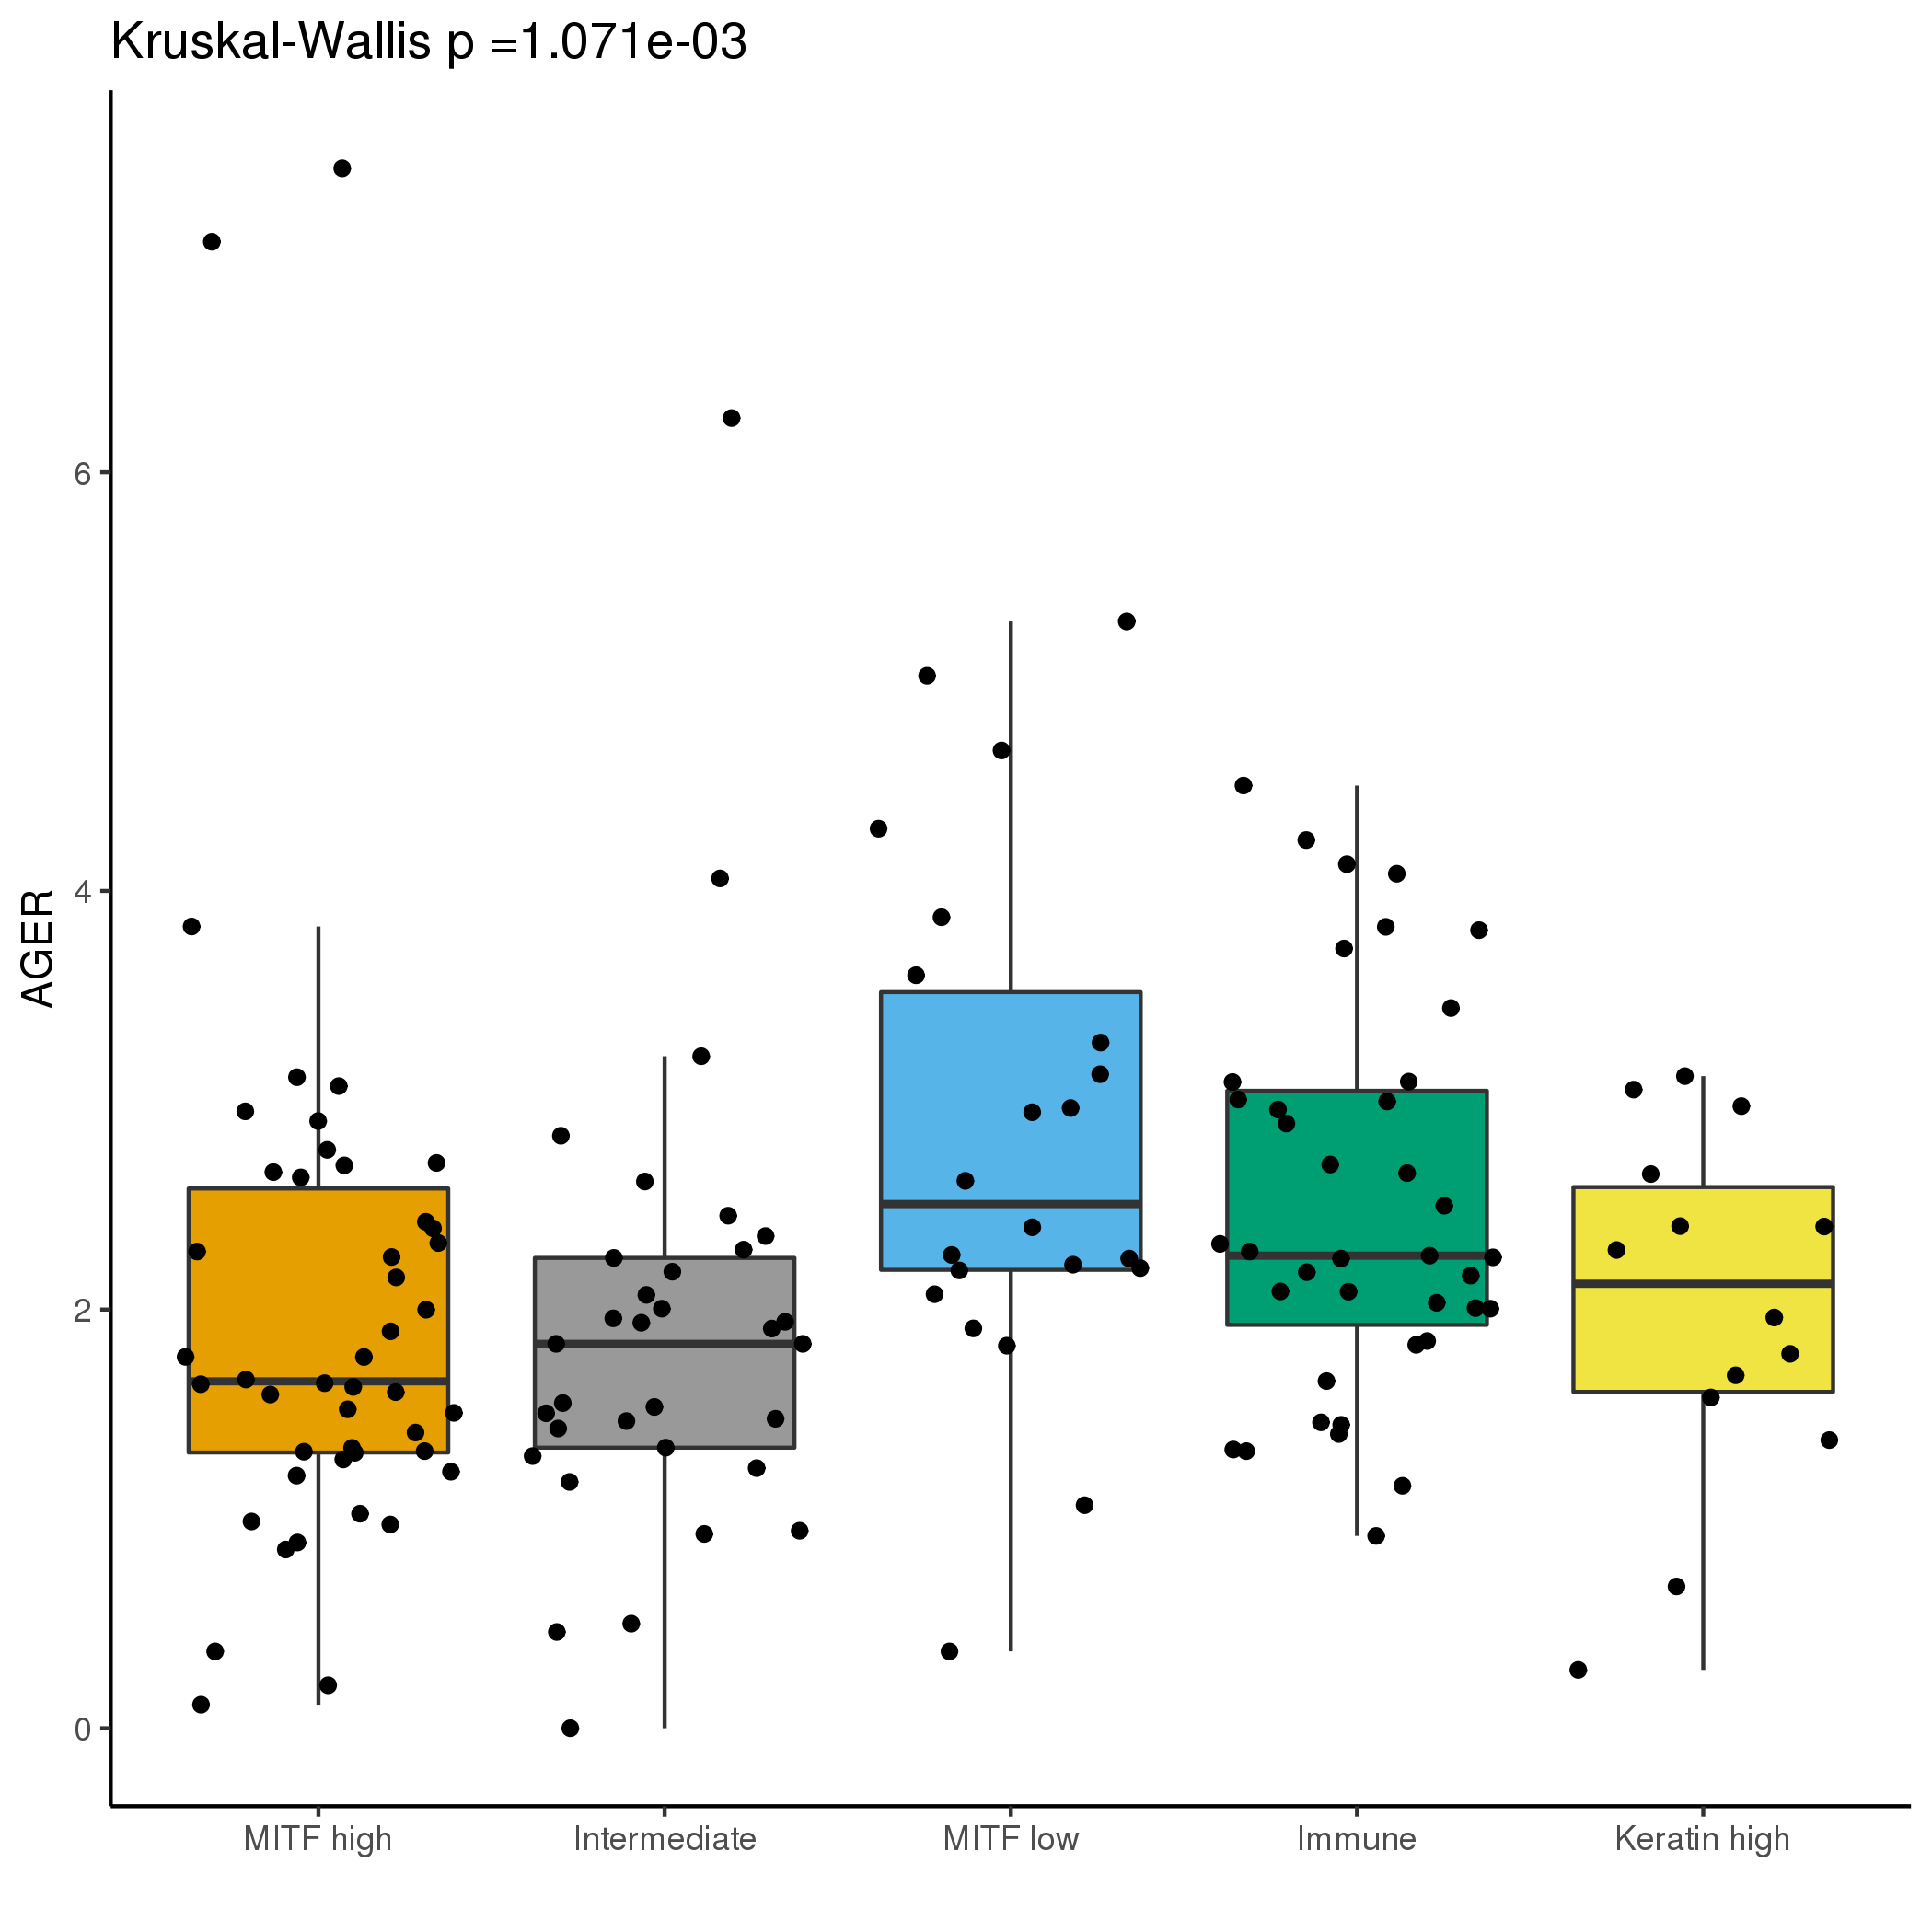 Kruskal-Wallis p =1.071e-03
AGER
6
4
2
0
MITF high
Intermediate
MITF low
Immune
Keratin high